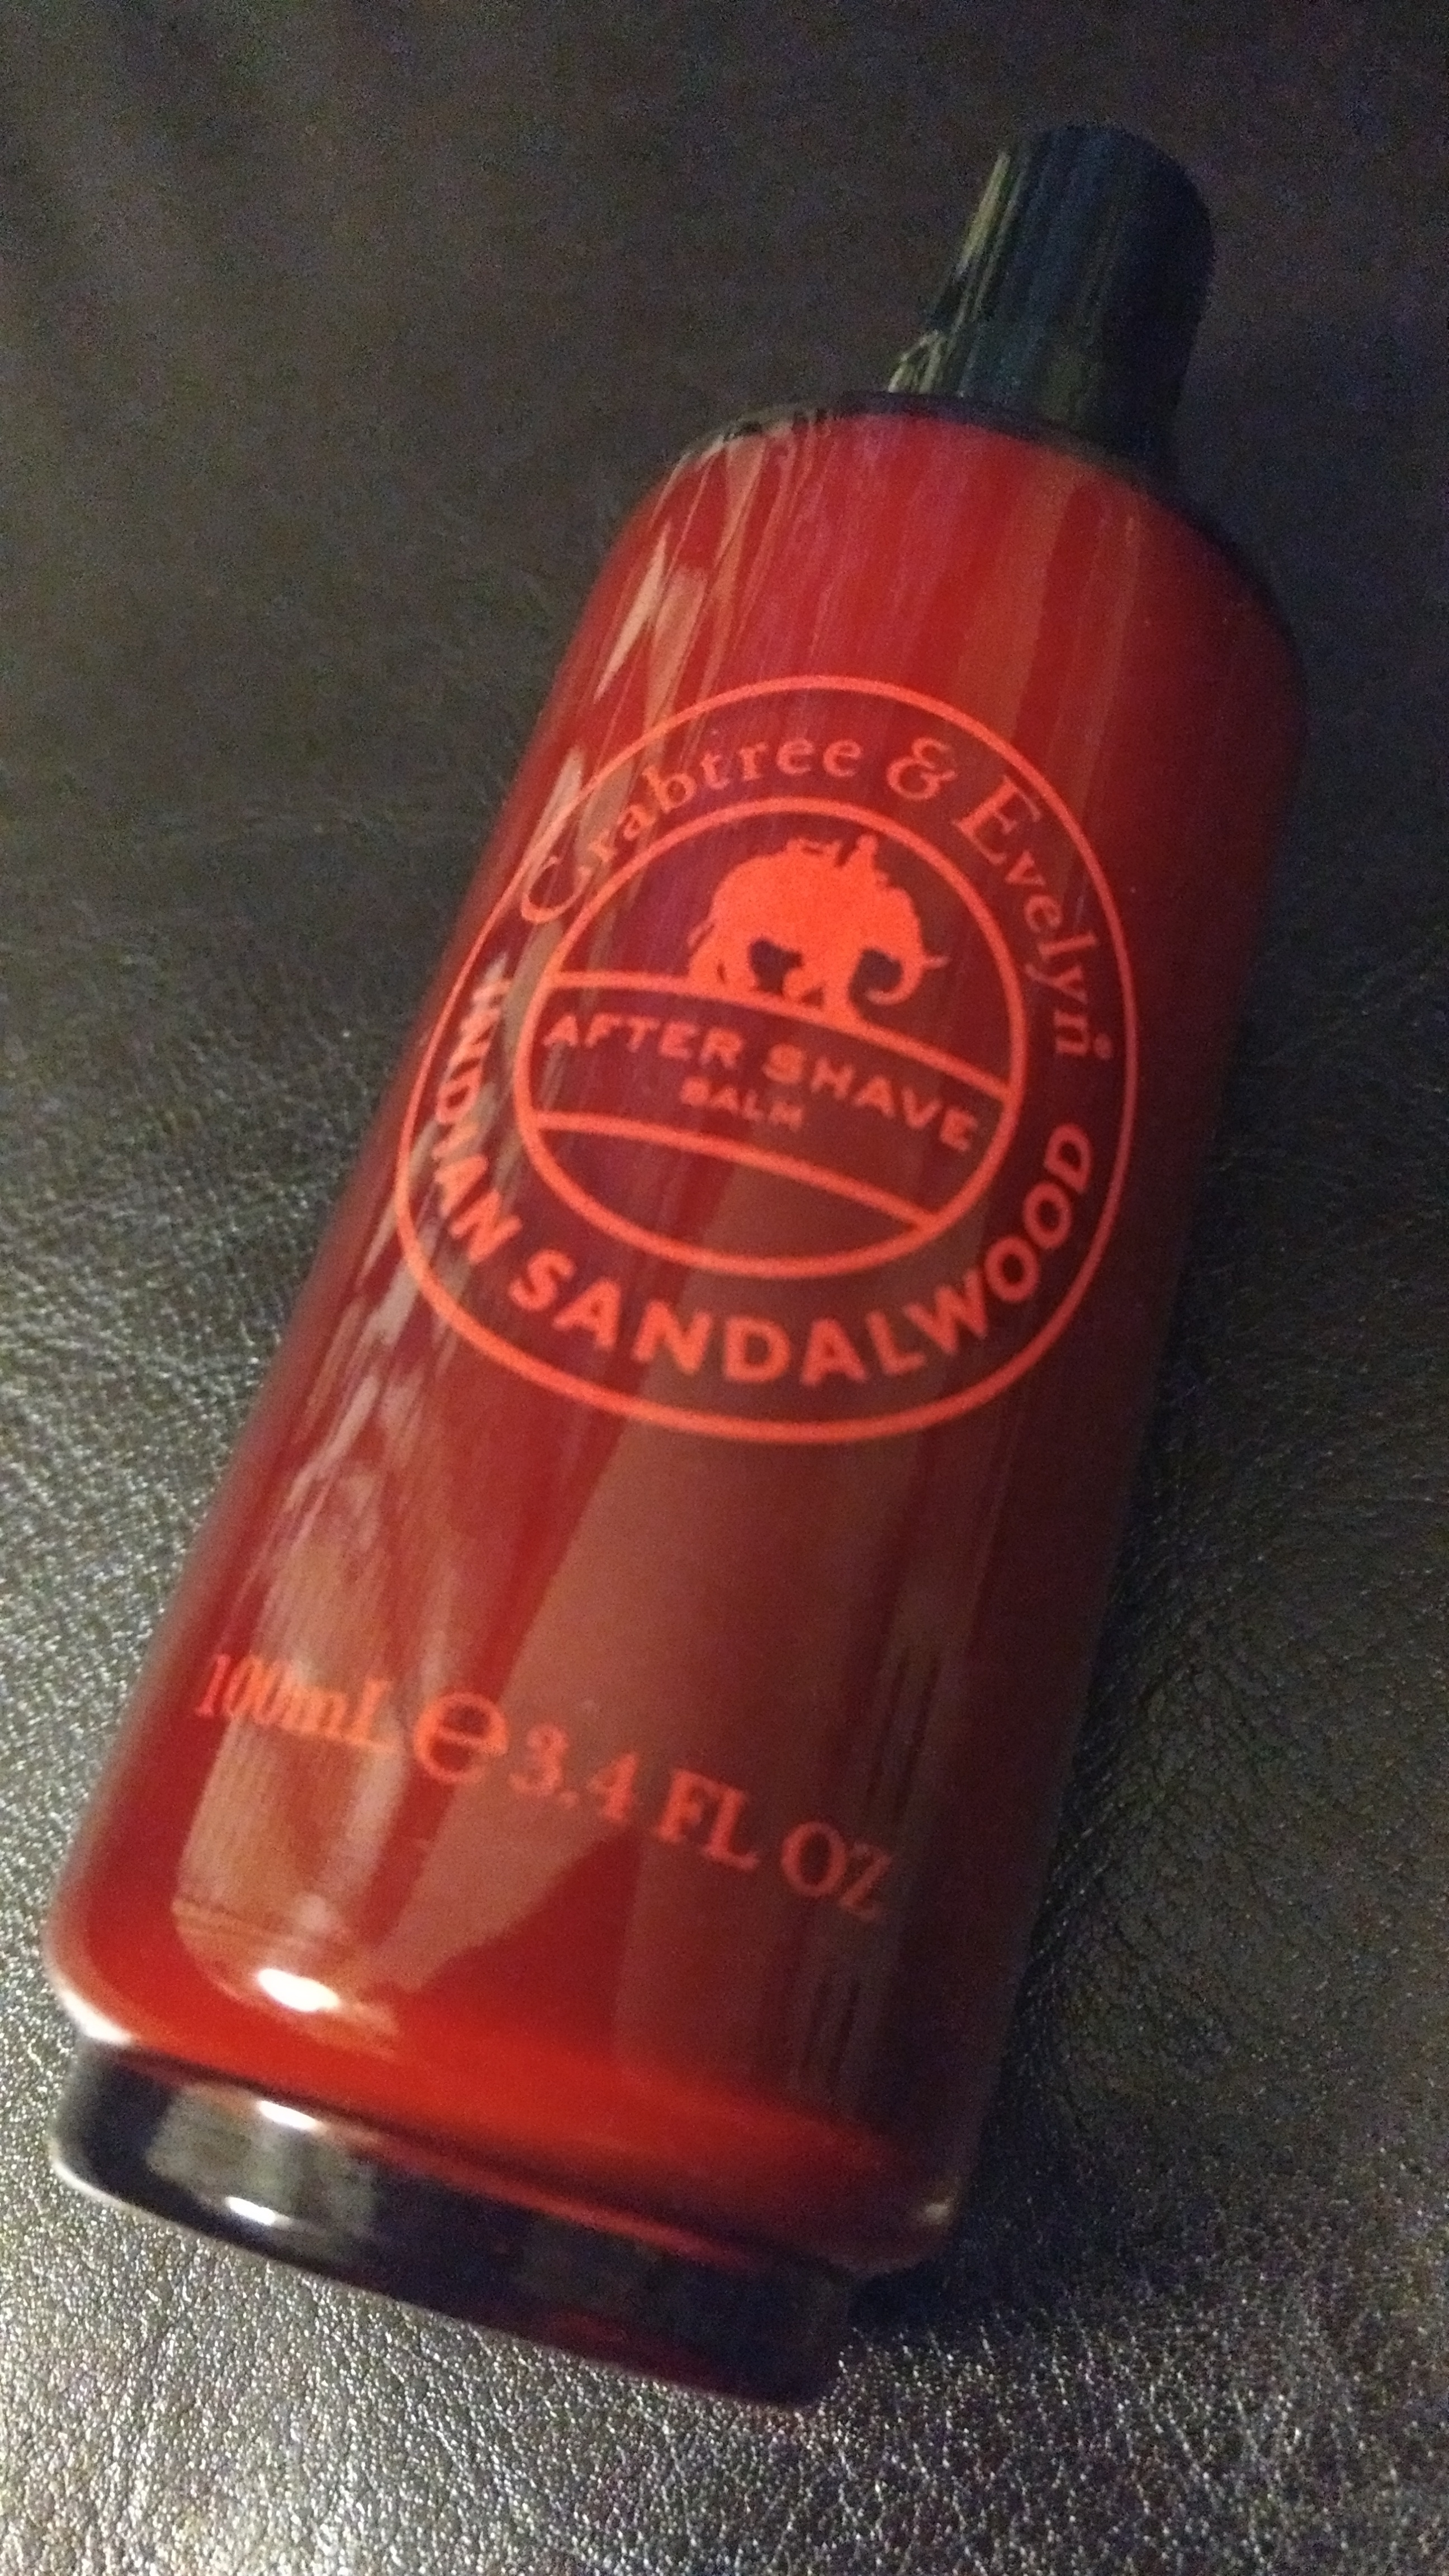 Crabtree & Evelyn
AFTER SHAVE
BALM
INDIAN SANDALWOOD
100mL e 3.4 FL OZ